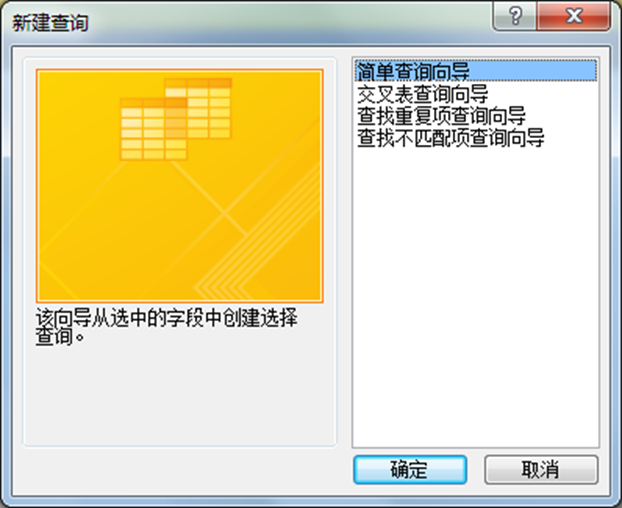 新建查询
简单查询向导
交叉表查询向导
查找重复项查询向导
查找不匹配项查询向导
该向导从选中的字段中创建选择
查询。
确定
取消